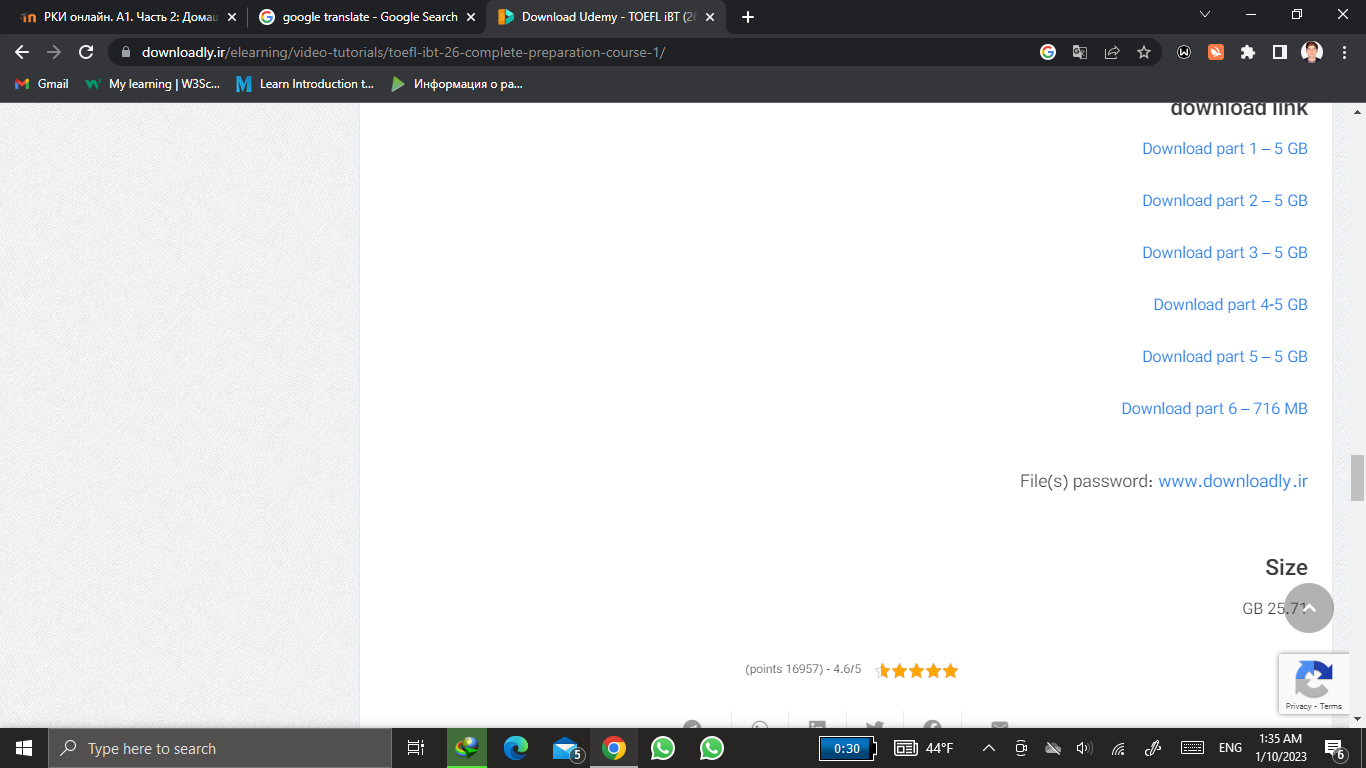 РКИ онлайн. А1. Часть 2: Домаш
google translate - Google Search
Download Udemy - TOEFL iBT (26
downloadly.ir/elearning/video-tutorials/toefl-ibt-26-complete-preparation-course-1/
Gmail
My learning | W3Sc...
Learn Introduction t...
Информация о ра...
download link
Download part 1 – 5 GB
Download part 2 – 5 GB
Download part 3 – 5 GB
Download part 4-5 GB
Download part 5 – 5 GB
Download part 6 – 716 MB
File(s) password: www.downloadly.ir
Size
GB 25.71
(points 16957) - 4.6/5
Privacy - Terms
Type here to search
5
0:30
44°F
ENG
1:35 AM
1/10/2023
6